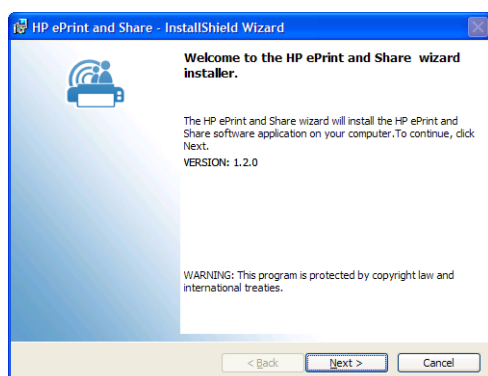 HP ePrint and Share - InstallShield Wizard
Welcome to the HP ePrint and Share wizard
installer.
The HP ePrint and Share wizard will install the HP ePrint and
Share software application on your computer.To continue, click
Next.
VERSION: 1.2.0
WARNING: This program is protected by copyright law and
international treaties.
< Back Next > Cancel